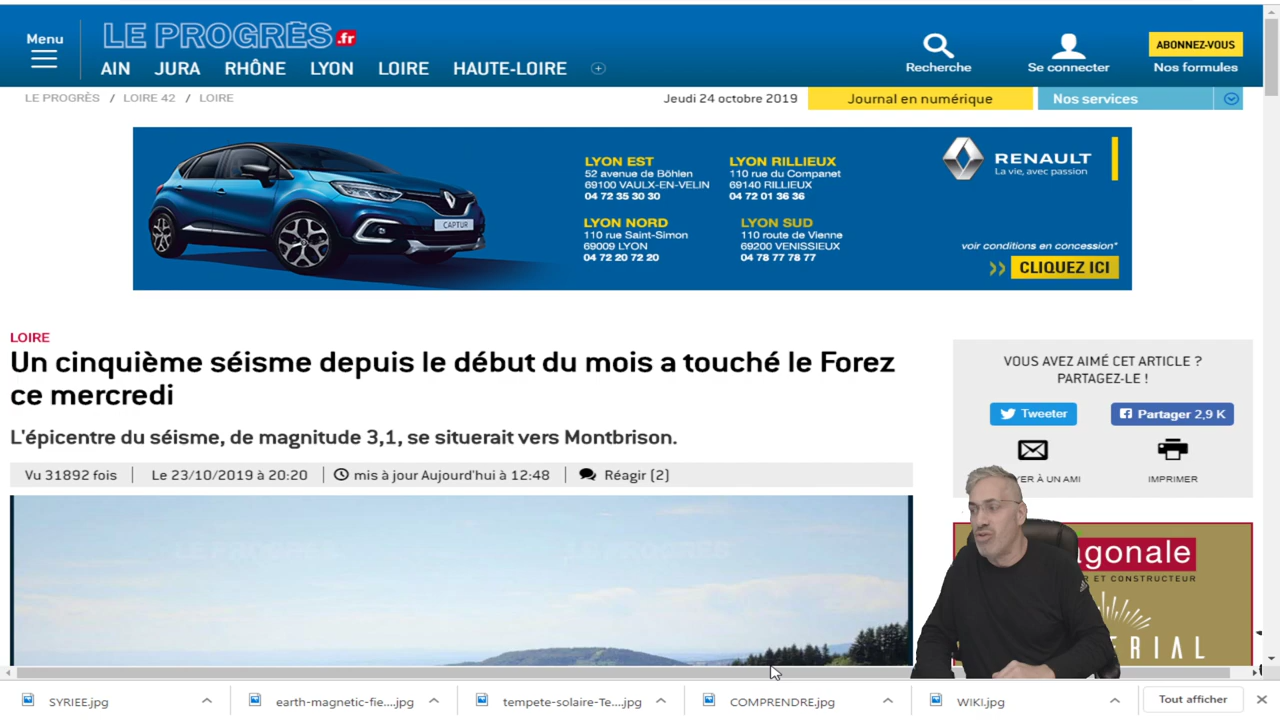 Menu
LE PROGRÈS.fr
AIN JURA RHÔNE LYON LOIRE HAUTE-LOIRE
Recherche
Se connecter
ABONNEZ-VOUS
Nos formules
LE PROGRÈS / LOIRE 42 / LOIRE
Jeudi 24 octobre 2019
Journal en numérique
Nos services
CAPTUR
LYON EST
52 avenue de Böhlen
69100 VAULX-EN-VELIN
04 72 35 30 30
LYON RILLIEUX
110 rue du Companet
69140 RILLIEUX
04 72 01 36 36
LYON NORD
110 rue Saint-Simon
69009 LYON
04 72 20 72 20
LYON SUD
110 route de Vienne
69200 VENISSIEUX
04 78 77 78 77
RENAULT
La vie, avec passion
voir conditions en concession*
CLIQUEZ ICI
LOIRE
Un cinquième séisme depuis le début du mois a touché le Forez
ce mercredi
L'épicentre du séisme, de magnitude 3,1, se situerait vers Montbrison.
Vu 31892 fois | Le 23/10/2019 à 20:20 | mis à jour Aujourd'hui à 12:48 | Réagir (2)
LE PROGRÈS
VOUS AVEZ AIMÉ CET ARTICLE ?
PARTAGEZ-LE !
Tweeter
Partager 2,9 K
YER À UN AMI
IMPRIMER
agonale
R ET CONSTRUCTEUR
ERIAL
SYRIEE.jpg
earth-magnetic-fie....jpg
tempete-solaire-Te....jpg
COMPRENDRE.jpg
WIKI.jpg
Tout afficher